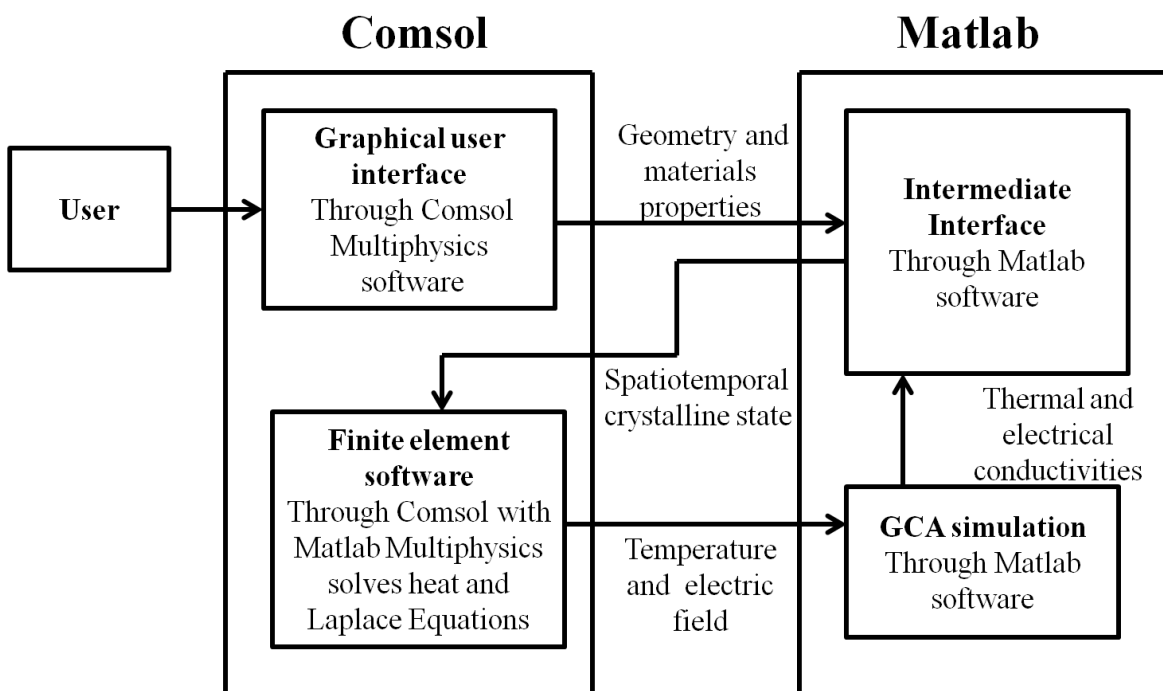 Comsol
Matlab
User
Graphical user
interface
Through Comsol
Multiphysics
software
Geometry and
materials
properties
Intermediate
Interface
Through Matlab
software
Spatiotemporal
crystalline state
Thermal and
electrical
conductivities
Finite element
software
Through Comsol with
Matlab Multiphysics
solves heat and
Laplace Equations
Temperature
and electric
field
GCA simulation
Through Matlab
software